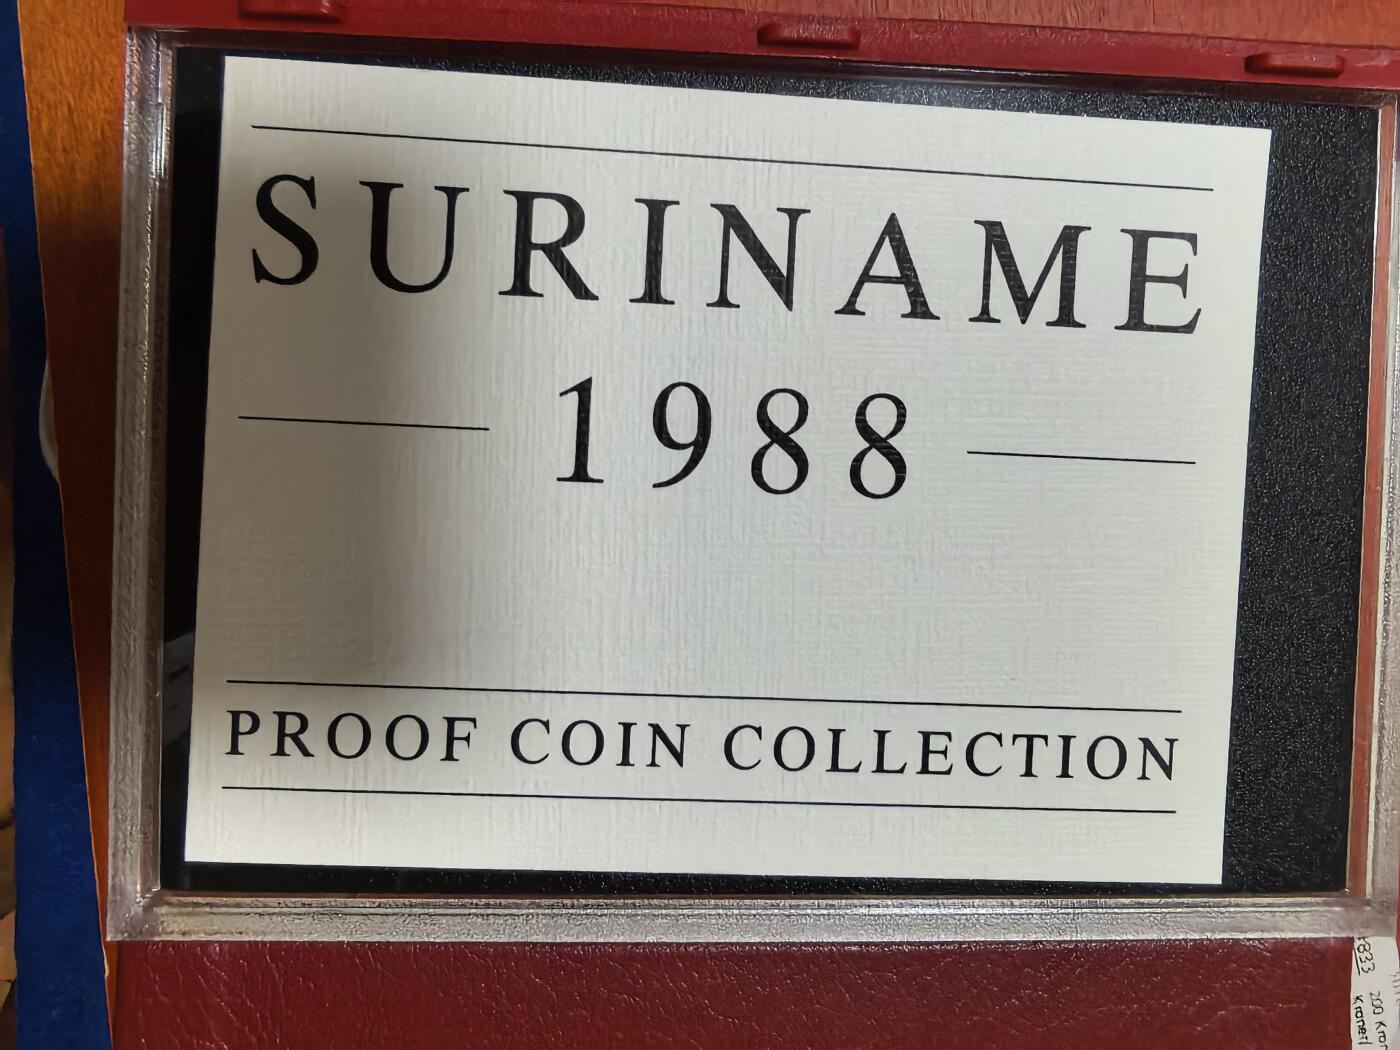 SURINAME
1988
PROOF COIN COLLECTION